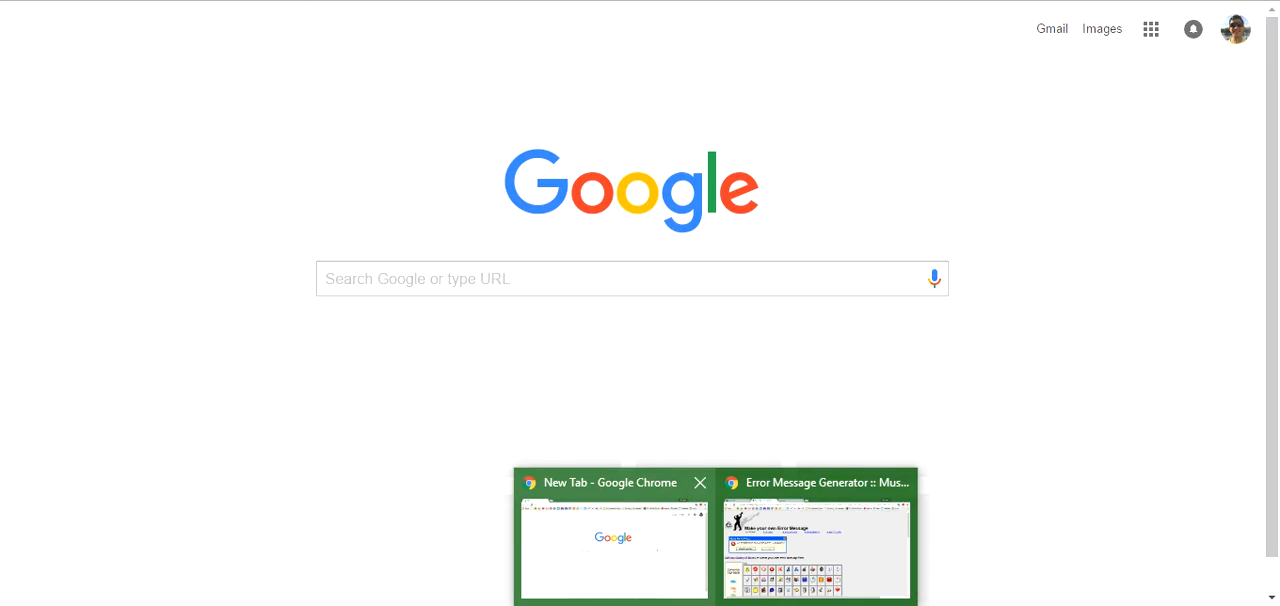 Gmail Images
Google
Search Google or type URL
New Tab - Google Chrome
Error Message Generator :: Mus...
Google
Make your own Error Message